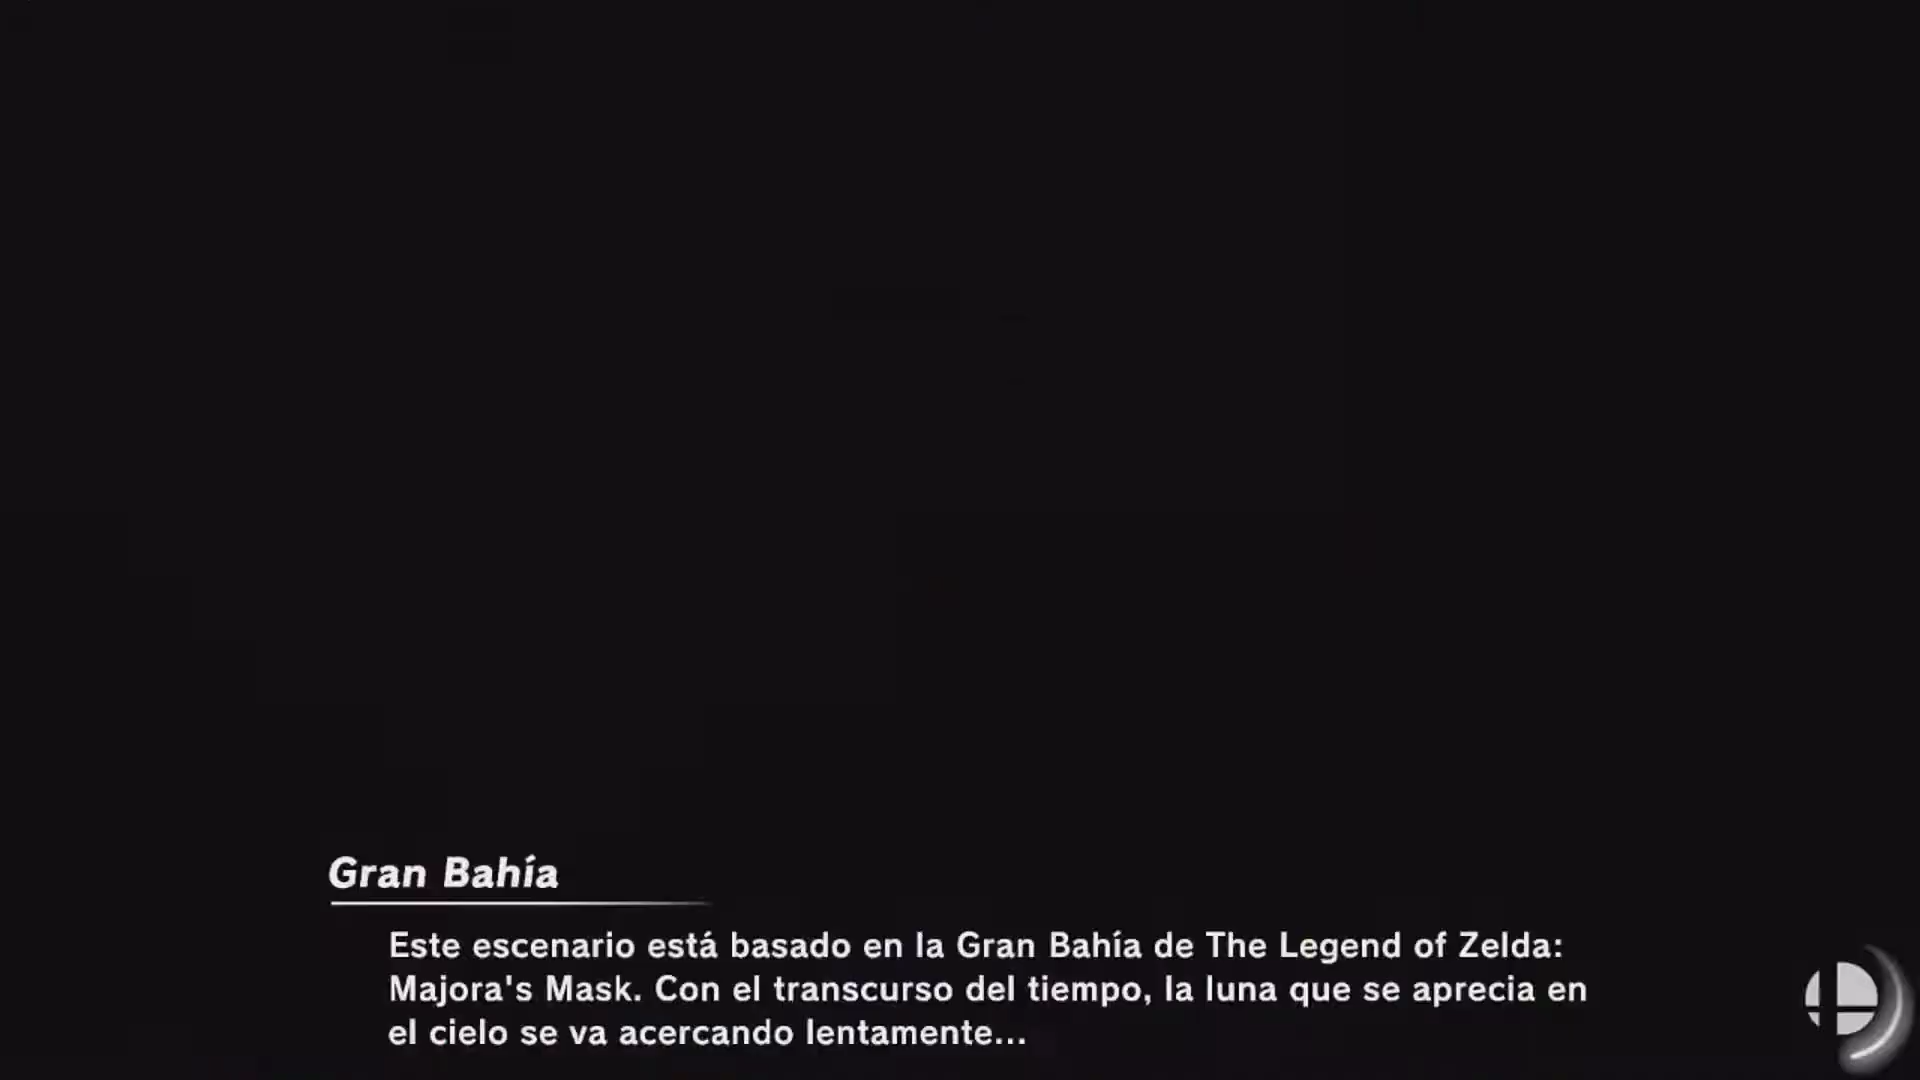 Gran Bahía
Este escenario está basado en la Gran Bahía de The Legend of Zelda:
Majora's Mask. Con el transcurso del tiempo, la luna que se aprecia en
el cielo se va acercando lentamente...